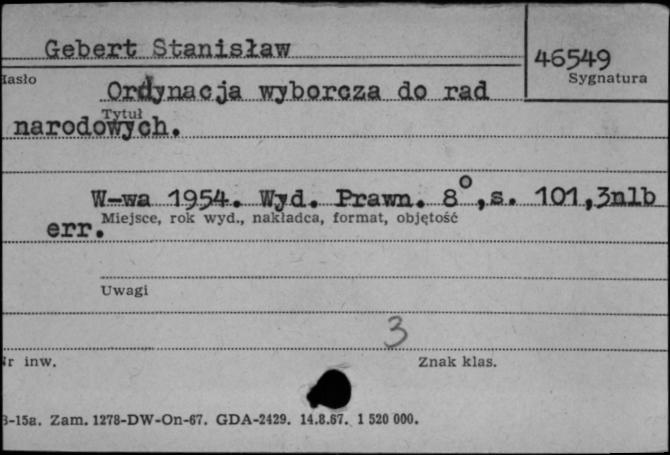 Gebert Stanisław
46549
Hasło
Sygnatura
Ordynacja wyborcza do rad
Tytuł
narodowych.
W-wa 1954. Wyd. Prawn. 8°,s. 101,3nlb
Miejsce, rok wyd., nakładca, format, objętość
err.
Uwagi
3
Nr inw.
Znak klas.
B-15a. Zam. 1278-DW-On-67. GDA-2429. 14.8.67. 1 520 000.